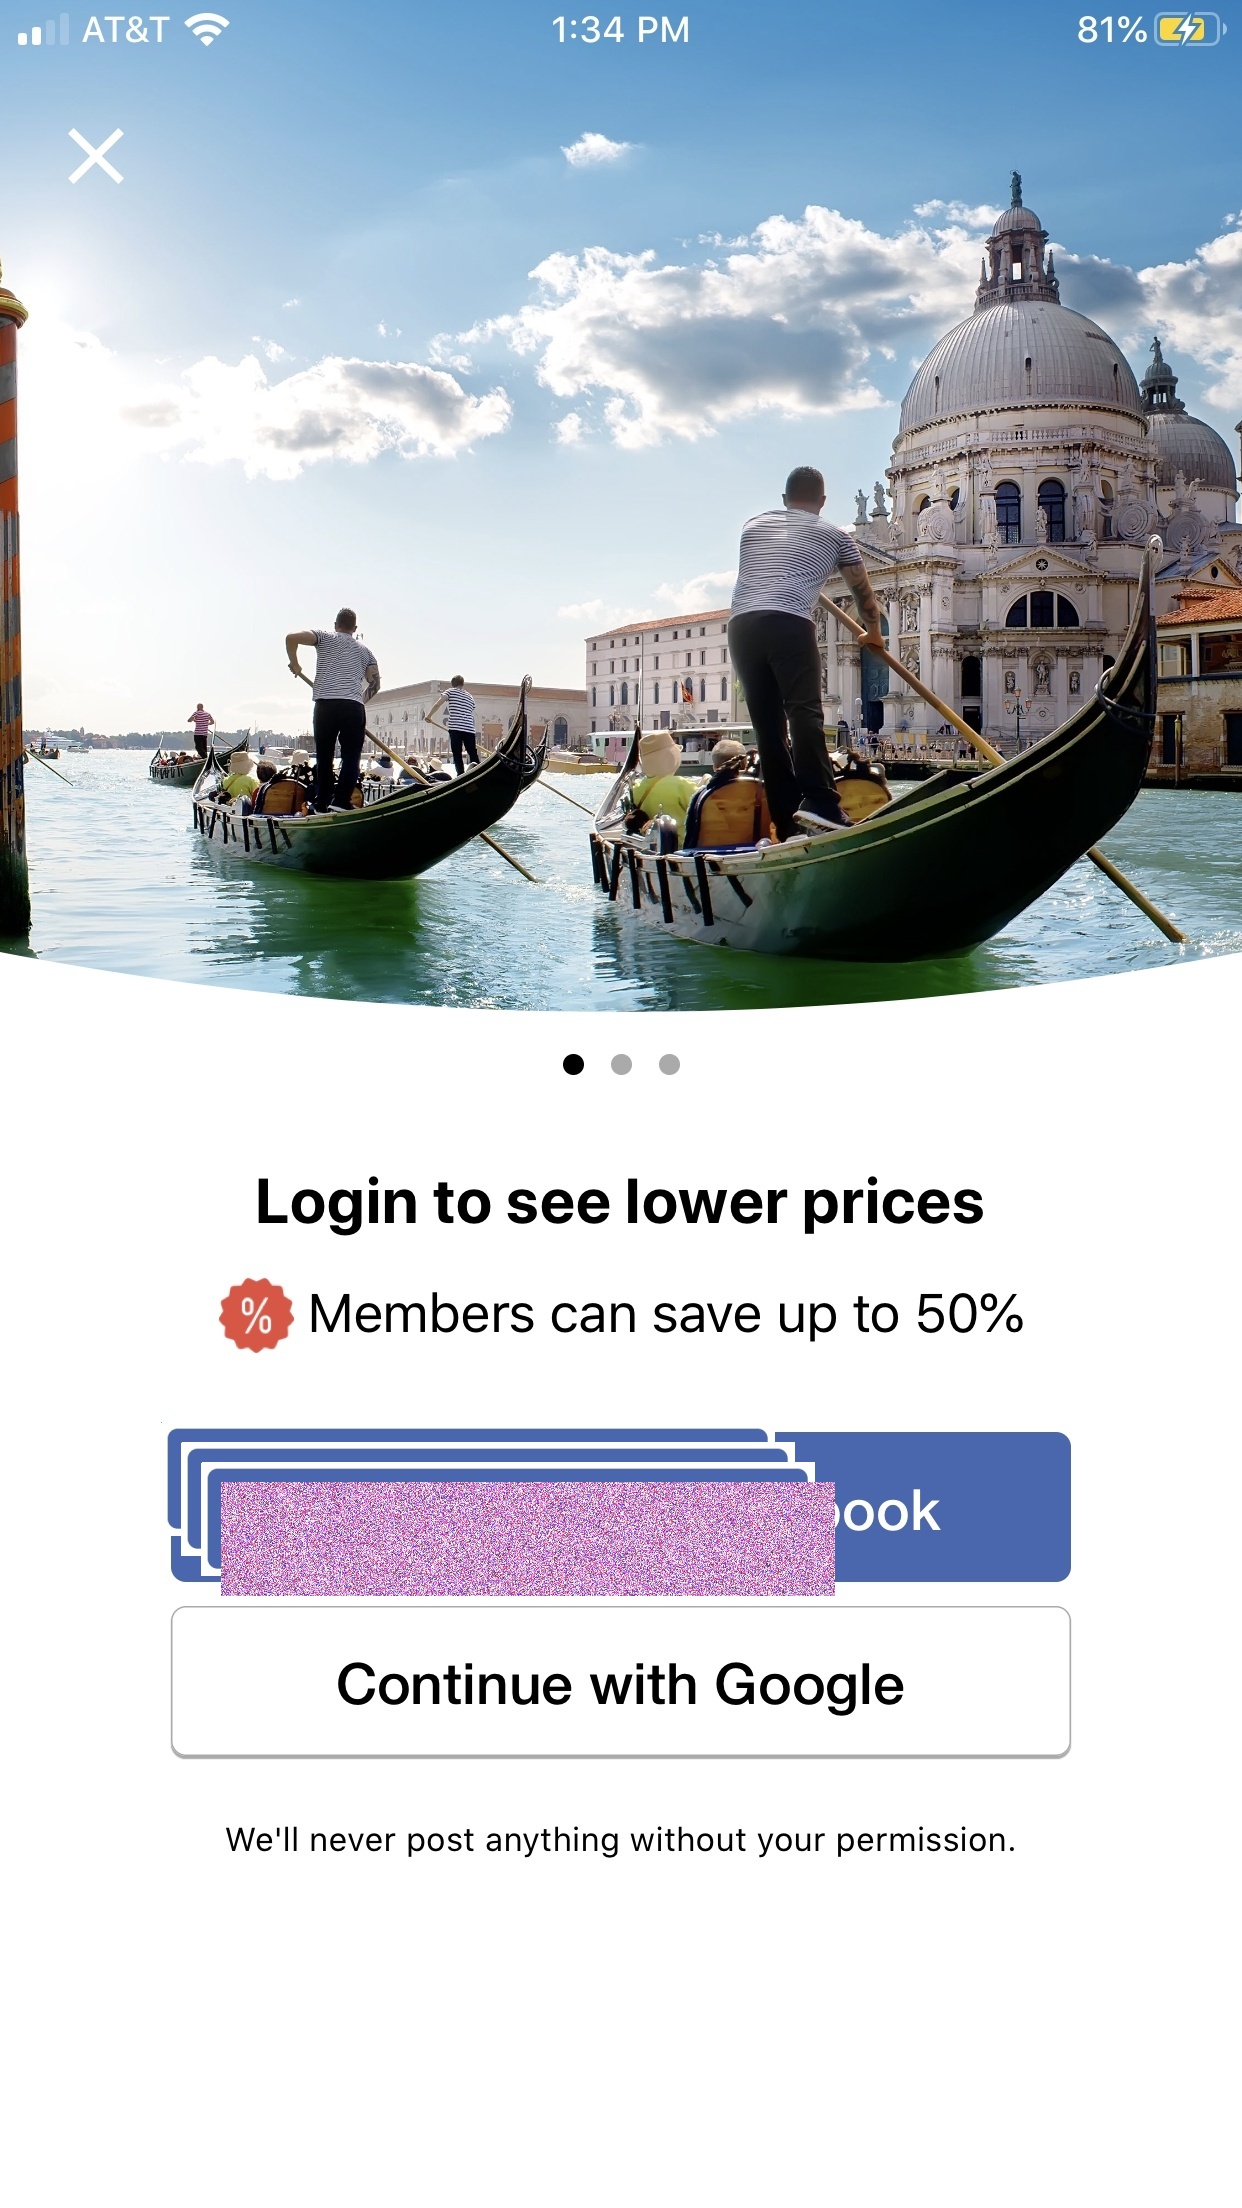 AT&T 1:34 PM 81%
Login to see lower prices
% Members can save up to 50%
ook
Continue with Google
We'll never post anything without your permission.